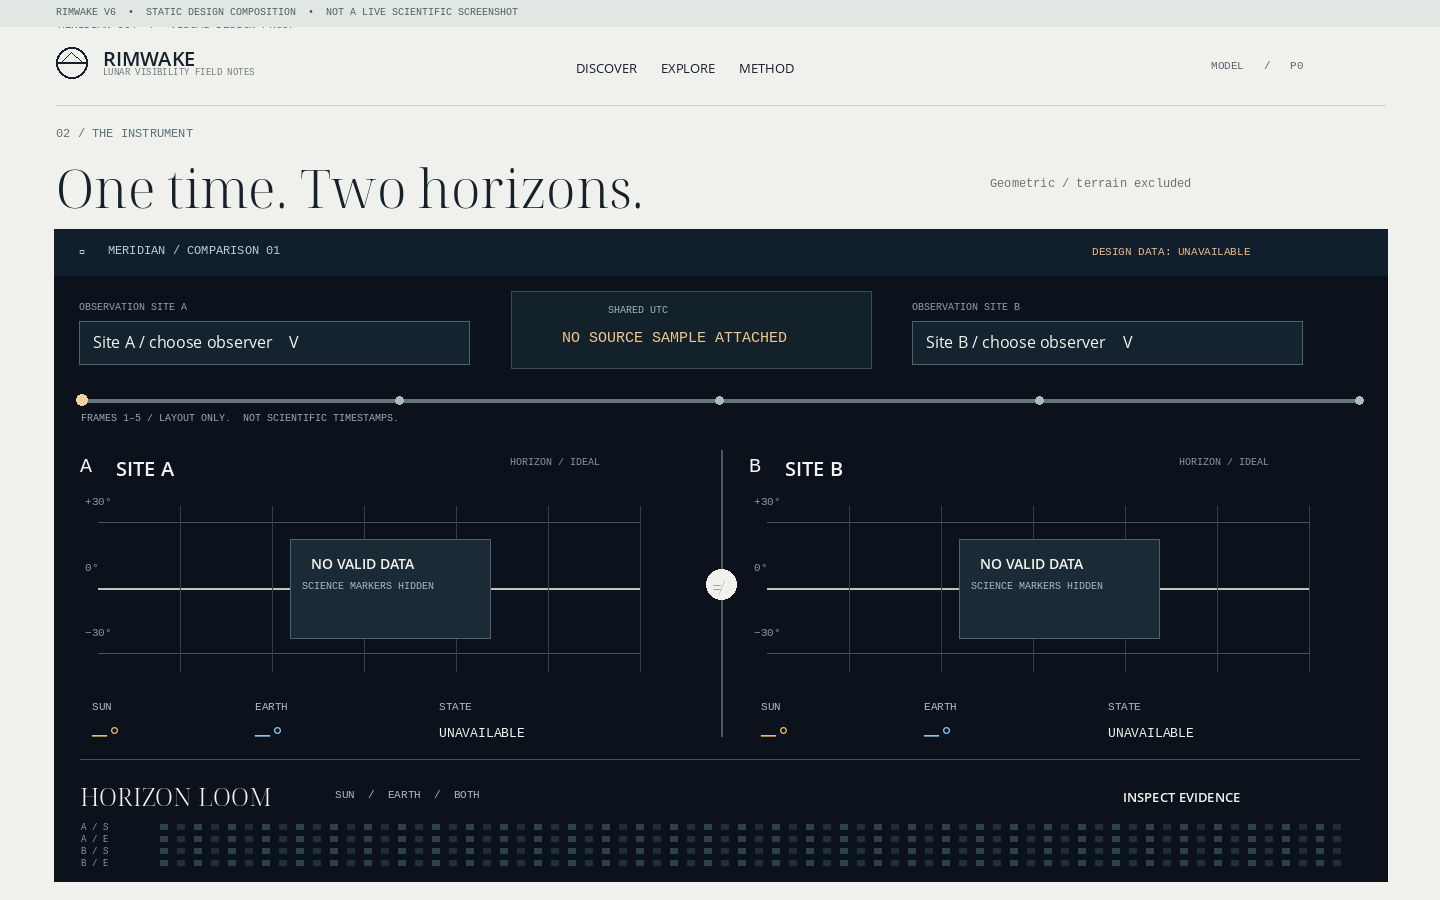 RIMWAKE V6 • STATIC DESIGN COMPOSITION • NOT A LIVE SCIENTIFIC SCREENSHOT
RIMWAKE
LUNAR VISIBILITY FIELD NOTES
DISCOVER EXPLORE METHOD
MODEL / P0
02 / THE INSTRUMENT
One time. Two horizons.
Geometric / terrain excluded
MERIDIAN / COMPARISON 01
DESIGN DATA: UNAVAILABLE
OBSERVATION SITE A
Site A / choose observer V
SHARED UTC
NO SOURCE SAMPLE ATTACHED
OBSERVATION SITE B
Site B / choose observer V
FRAMES 1–5 / LAYOUT ONLY. NOT SCIENTIFIC TIMESTAMPS.
A SITE A
HORIZON / IDEAL
+30°
0°
−30°
NO VALID DATA
SCIENCE MARKERS HIDDEN
SUN EARTH STATE
—° —° UNAVAILABLE
B SITE B
HORIZON / IDEAL
+30°
0°
−30°
NO VALID DATA
SCIENCE MARKERS HIDDEN
SUN EARTH STATE
—° —° UNAVAILABLE
HORIZON LOOM
SUN / EARTH / BOTH
INSPECT EVIDENCE
A / S
A / E
B / S
B / E